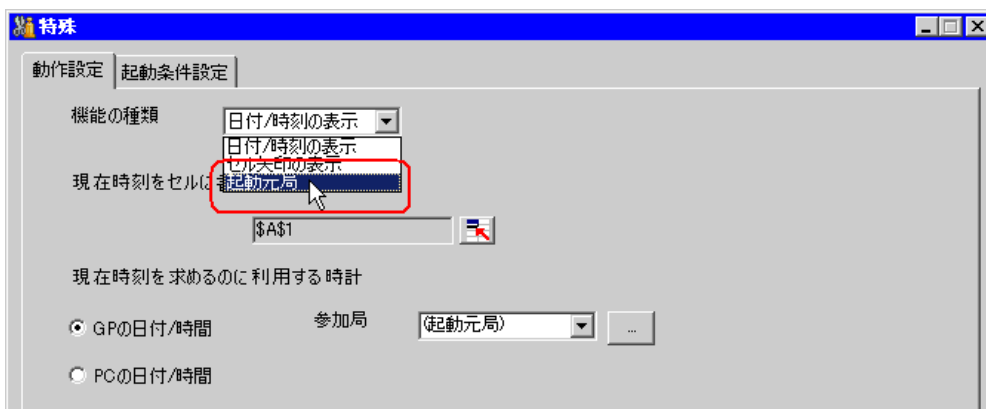 特殊
動作設定 起動条件設定
機能の種類 日付/時刻の表示
日付/時刻の表示
セル矢印の表示
現在時刻をセルに書 起動元局
$A$1
現在時刻を求めるのに利用する時計
GPの日付/時間 参加局 (起動元局) ...
PCの日付/時間